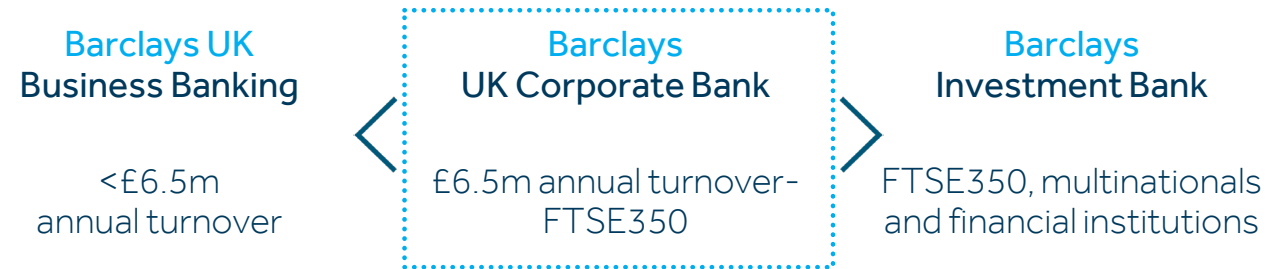 Barclays UK
Business Banking
<£6.5m
annual turnover
Barclays
UK Corporate Bank
£6.5m annual turnover-
FTSE350
Barclays
Investment Bank
FTSE350, multinationals
and financial institutions